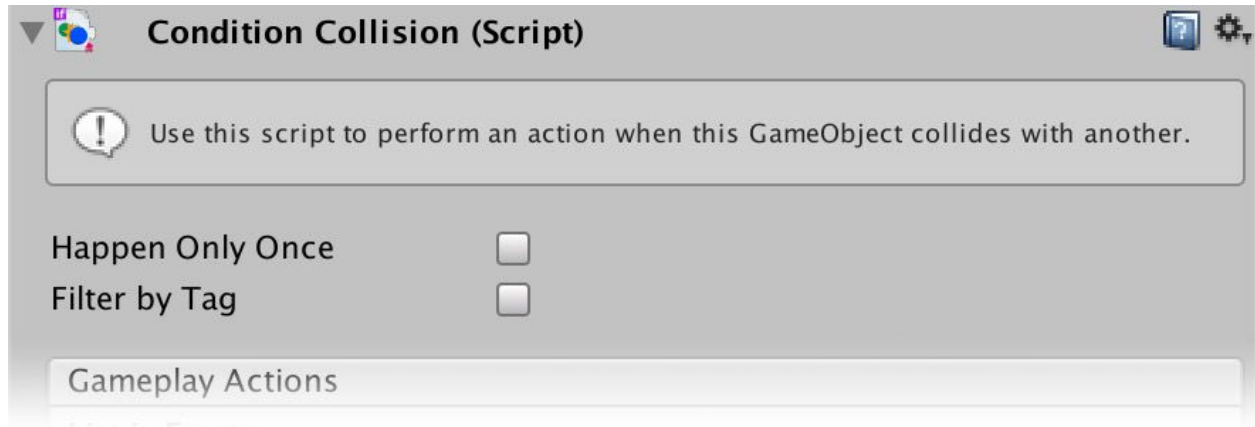 Condition Collision (Script)
Use this script to perform an action when this GameObject collides with another.
Happen Only Once
Filter by Tag
Gameplay Actions